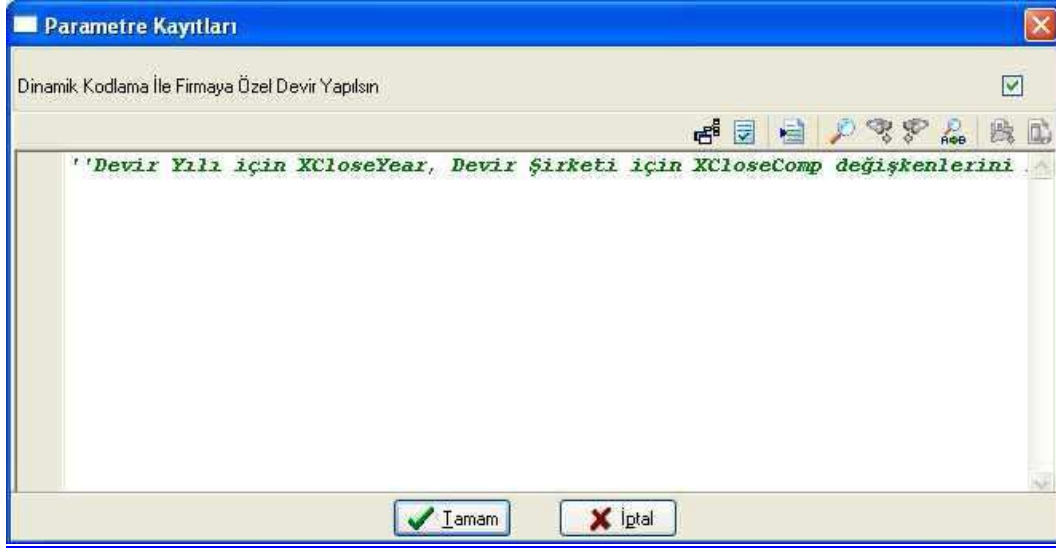 Parametre Kayıtları
Dinamik Kodlama İle Firmaya Özel Devir Yapılsın
''Devir Yılı için XCloseYear, Devir Şirketi için XCloseComp değişkenlerini
Tamam
İptal